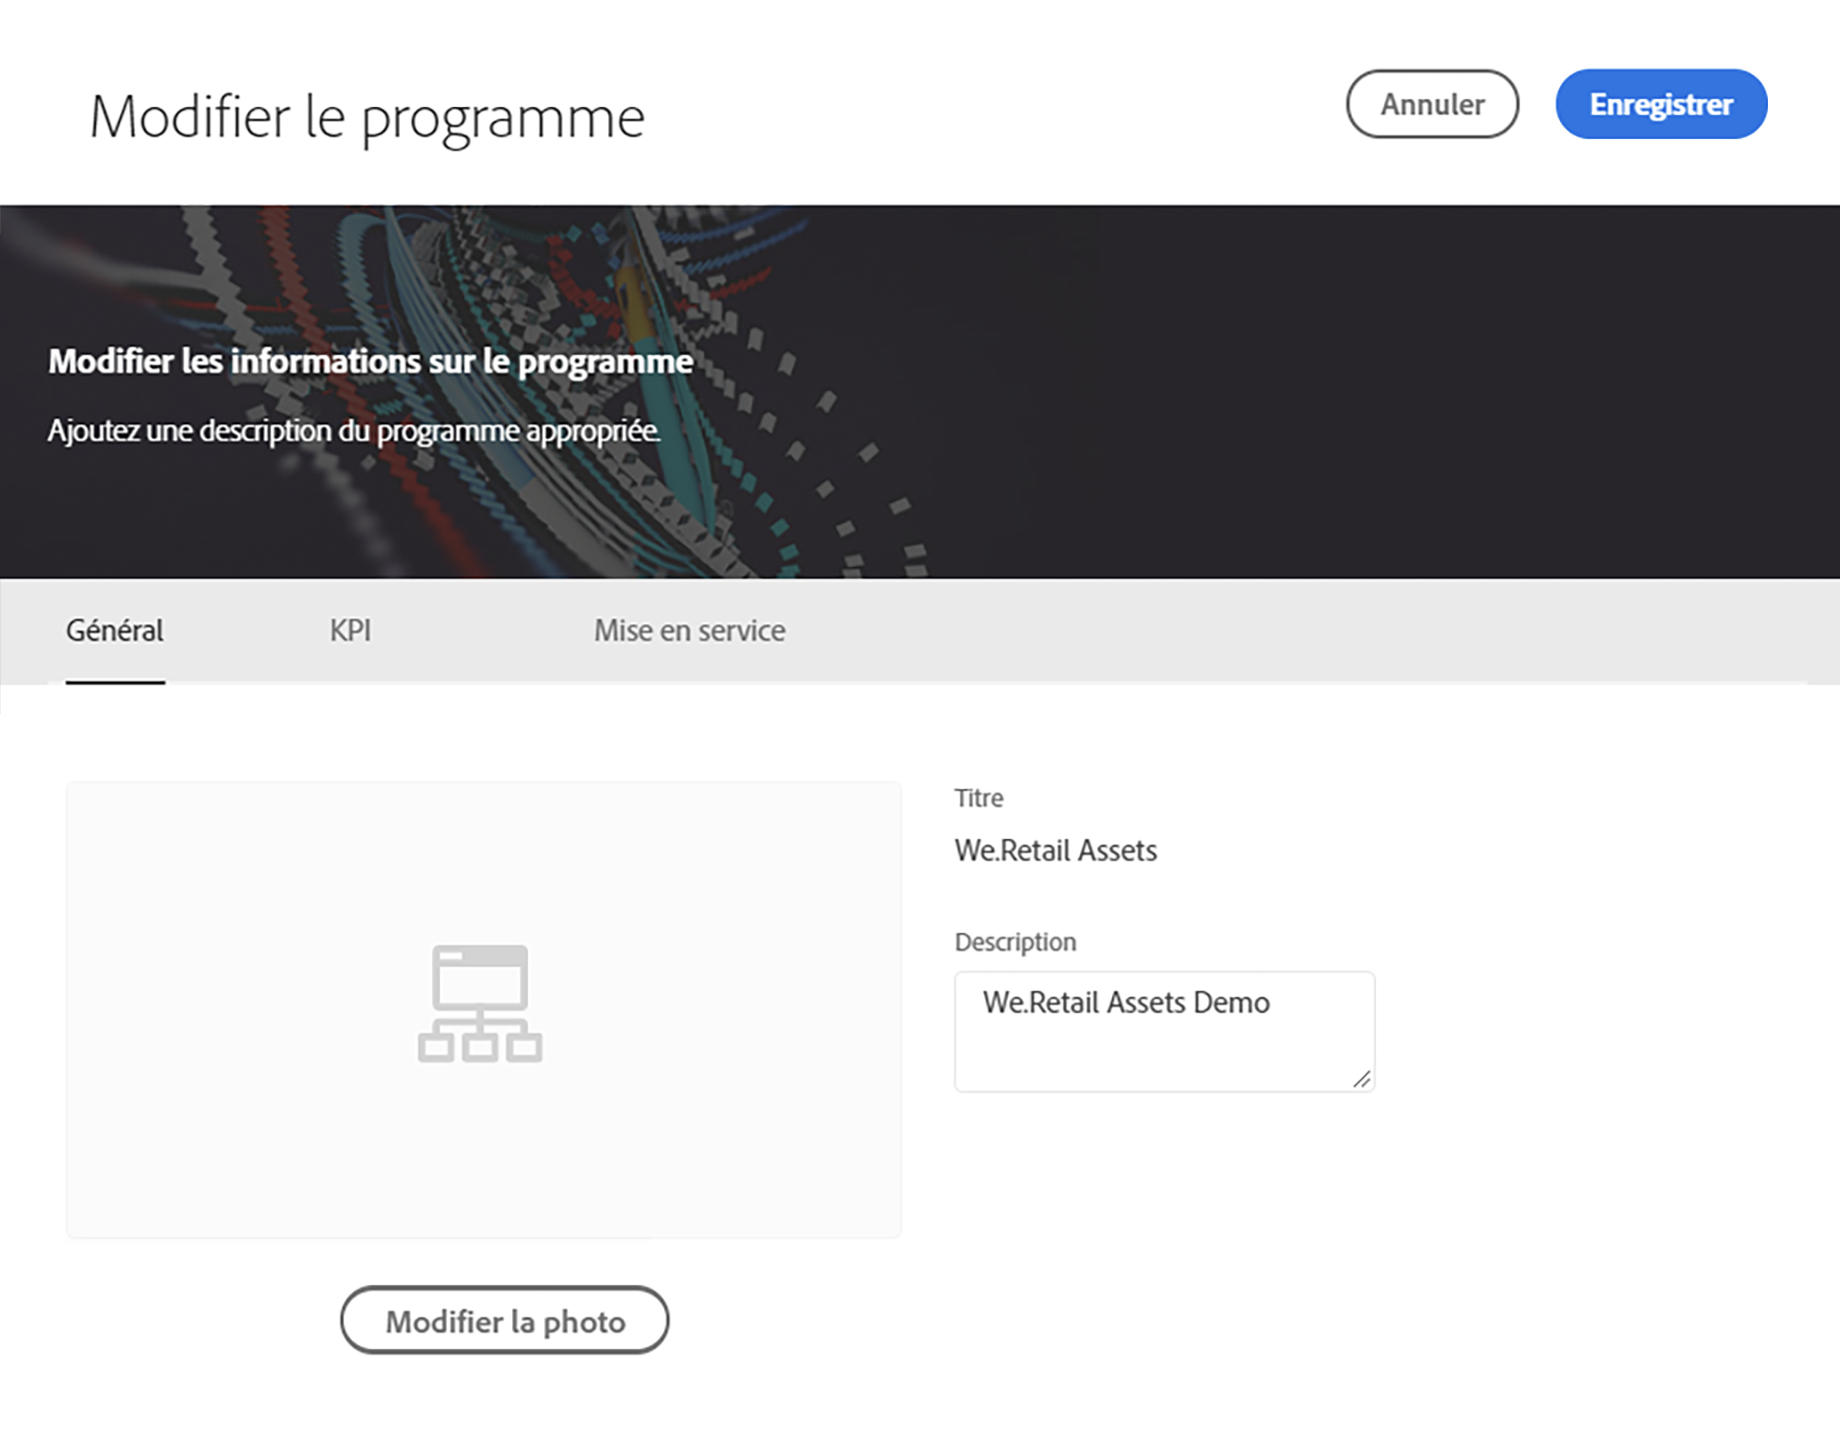 Modifier le programme
Annuler
Enregistrer
Modifier les informations sur le programme
Ajoutez une description du programme appropriée.
Général
KPI
Mise en service
Titre
We.Retail Assets
Description
We.Retail Assets Demo
Modifier la photo